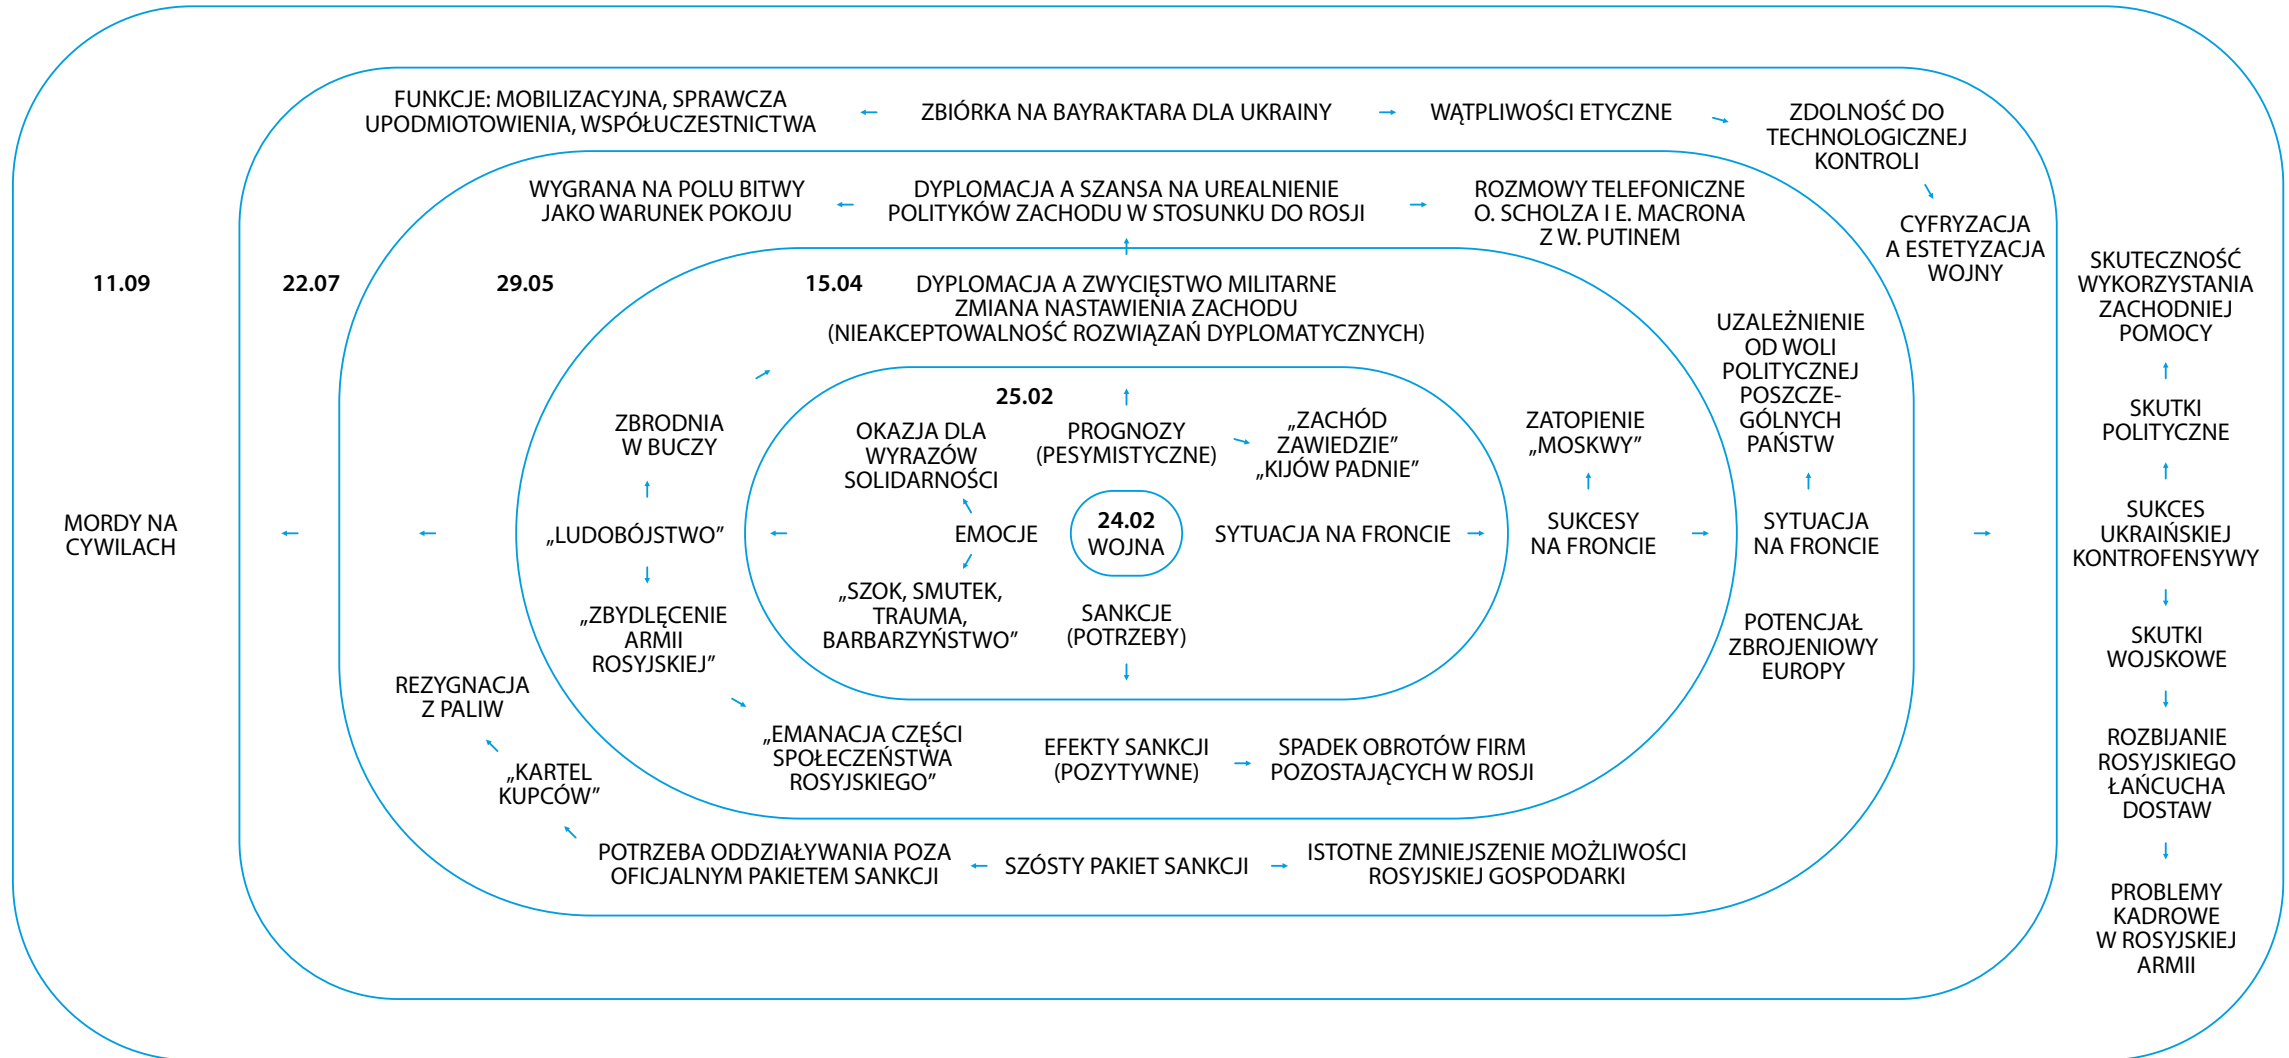 FUNKCJE: MOBILIZACYJNA, SPRAWCZA
UPODMIOTOWIENIA, WSPÓŁUCZESTNICTWA
ZBIÓRKA NA BAYRAKTARA DLA UKRAINY
WĄTPLIWOŚCI ETYCZNE
ZDOLNOŚĆ DO
TECHNOLOGICZNEJ
KONTROLI
CYFRYZACJA
A ESTETYZACJA
WOJNY
WYGRANA NA POLU BITWY
JAKO WARUNEK POKOJU
DYPLOMACJA A SZANSA NA UREALNIENIE
POLITYKÓW ZACHODU W STOSUNKU DO ROSJI
ROZMOWY TELEFONICZNE
O. SCHOLZA I E. MACRONA
Z W. PUTINEM
11.09
22.07
29.05
15.04
DYPLOMACJA A ZWYCIĘSTWO MILITARNE
ZMIANA NASTAWIENIA ZACHODU
(NIEAKCEPTOWALNOŚĆ ROZWIĄZAŃ DYPLOMATYCZNYCH)
25.02
OKAZJA DLA
WYRAZÓW
SOLIDARNOŚCI
PROGNOZY
(PESYMISTYCZNE)
„ZACHÓD
ZAWIEDZIE”
„KIJÓW PADNIE”
ZBRODNIA
W BUCZY
ZATOPIENIE
„MOSKWY”
UZALEŻNIENIE
OD WOLI
POLITYCZNEJ
POSZCZE-
GÓLNYCH
PAŃSTW
SKUTECZNOŚĆ
WYKORZYSTANIA
ZACHODNIEJ
POMOCY
SKUTKI
POLITYCZNE
MORDY NA
CYWILACH
„LUDOBÓJSTWO”
EMOCJE
24.02
WOJNA
SYTUACJA NA FRONCIE
SUKCESY
NA FRONCIE
SYTUACJA
NA FRONCIE
SUKCES
UKRAIŃSKIEJ
KONTROFENSYWY
„SZOK, SMUTEK,
TRAUMA,
BARBARZYŃSTWO”
SANKCJE
(POTRZEBY)
„ZBYDLĘCENIE
ARMII
ROSYJSKIEJ”
POTENCJAŁ
ZBROJENIOWY
EUROPY
SKUTKI
WOJSKOWE
REZYGNACJA
Z PALIW
„KARTEL
KUPCÓW”
„EMANACJA CZĘŚCI
SPOŁECZEŃSTWA
ROSYJSKIEGO”
EFEKTY SANKCJI
(POZYTYWNE)
SPADEK OBROTÓW FIRM
POZOSTAJĄCYCH W ROSJI
ROZBIJANIE
ROSYJSKIEGO
ŁAŃCUCHA
DOSTAW
POTRZEBA ODDZIAŁYWANIA POZA
OFICJALNYM PAKIETEM SANKCJI
SZÓSTY PAKIET SANKCJI
ISTOTNE ZMNIEJSZENIE MOŻLIWOŚCI
ROSYJSKIEJ GOSPODARKI
PROBLEMY
KADROWE
W ROSYJSKIEJ
ARMII